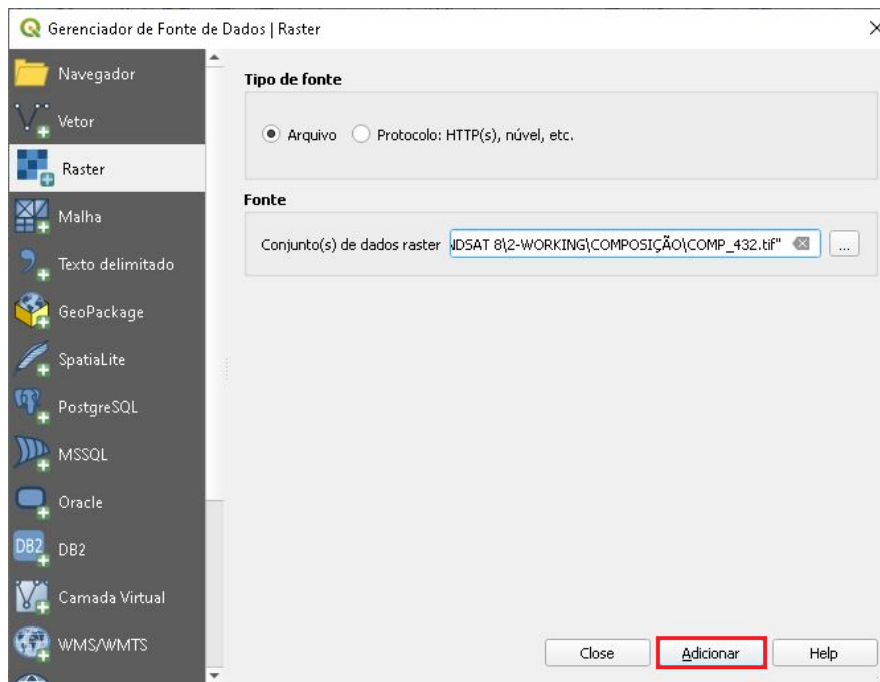 Gerenciador de Fonte de Dados | Raster
Navegador
Vetor
Raster
Malha
Texto delimitado
GeoPackage
SpatiaLite
PostgreSQL
MSSQL
Oracle
DB2
DB2
Camada Virtual
WMS/WMTS
Tipo de fonte
Arquivo
Protocolo: HTTP(s), núvel, etc.
Fonte
Conjunto(s) de dados raster NDSAT 8\2-WORKING\COMPOSIÇÃO\COMP_432.tif" ...
Close Adicionar Help